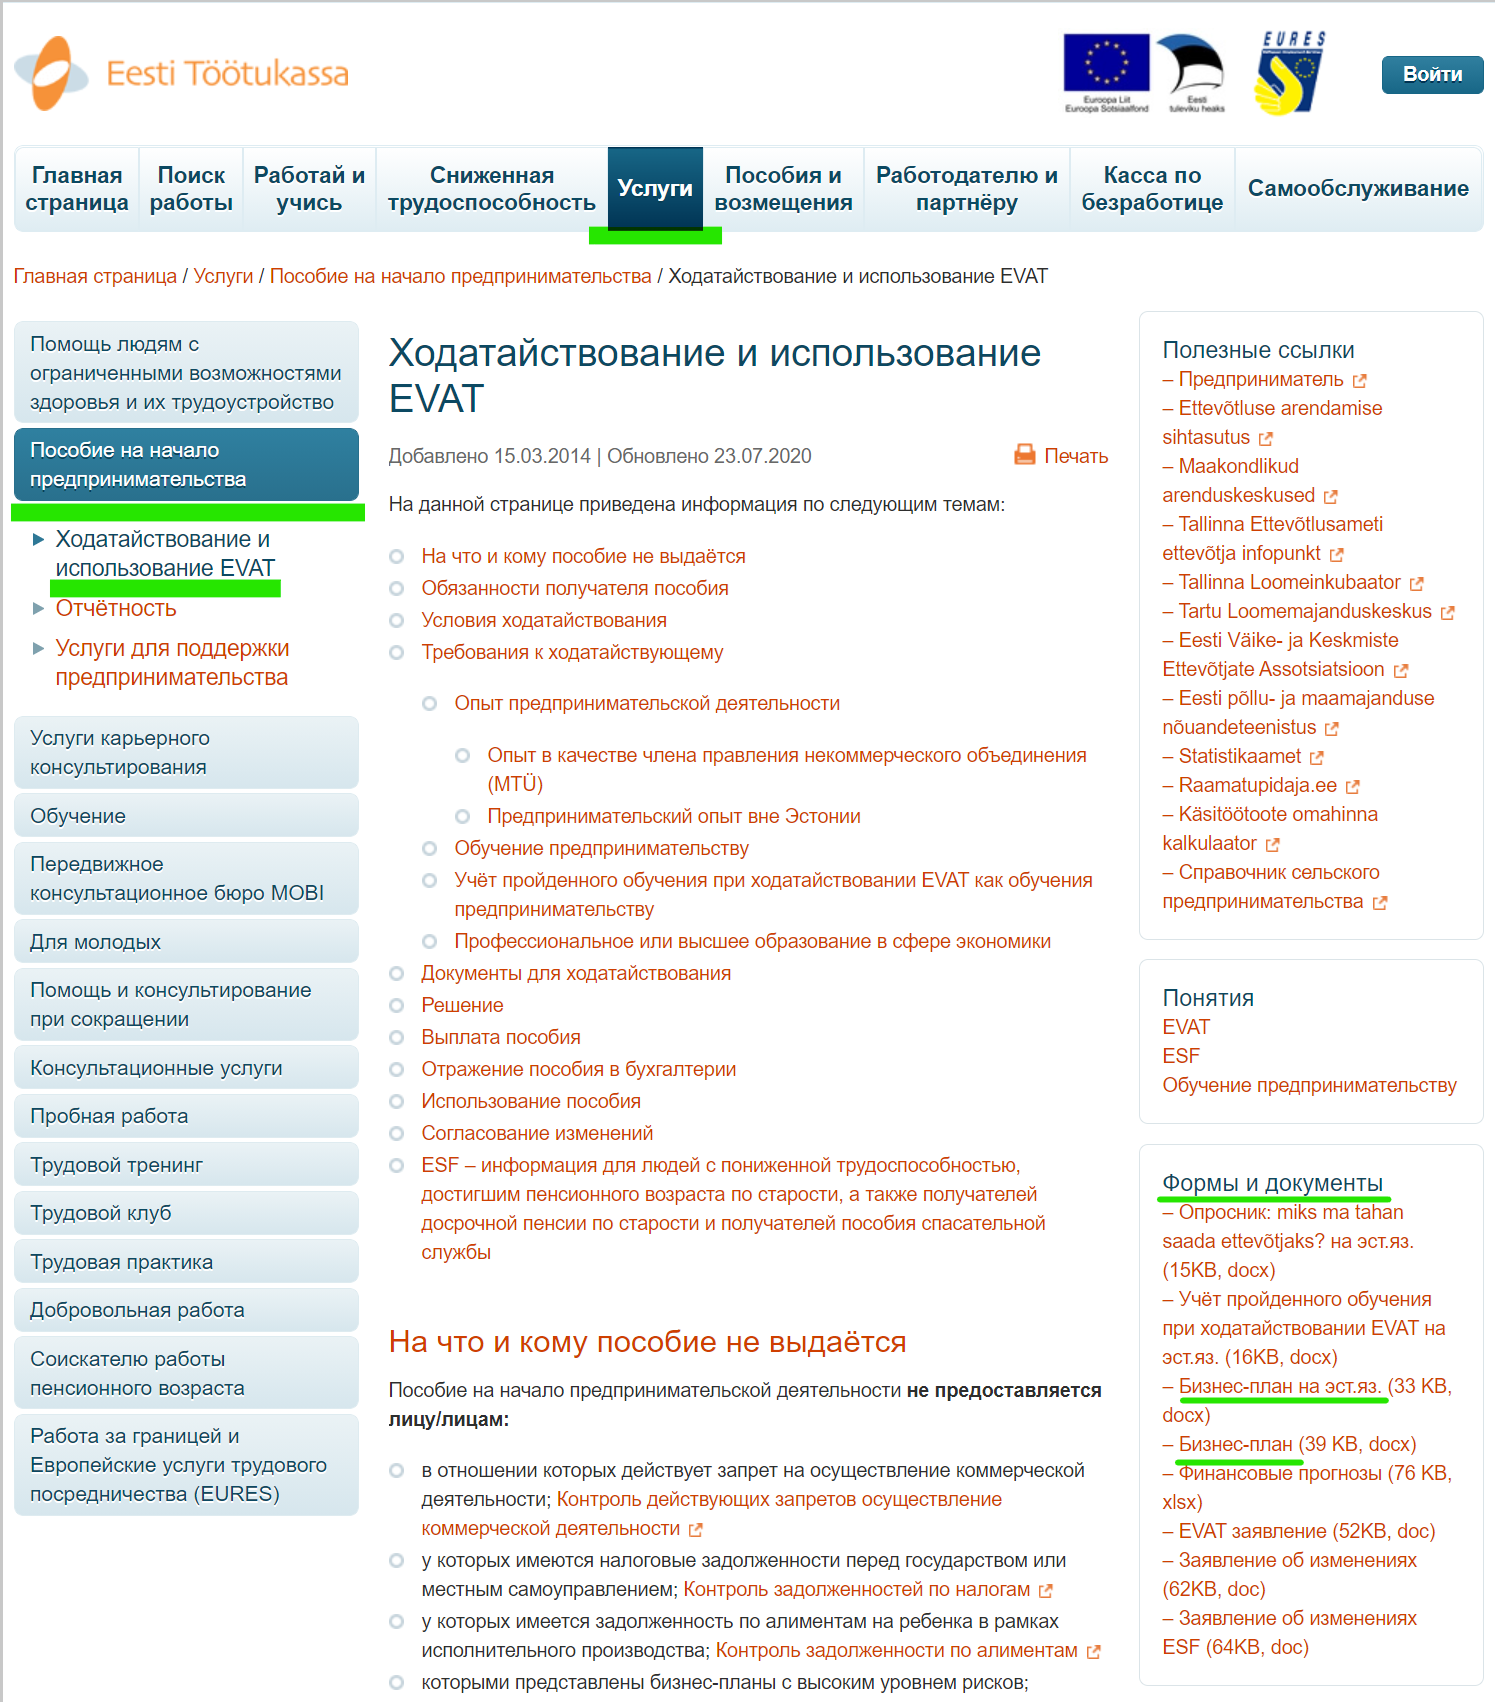 Eesti Töötukassa
Euroopa Liit
Euroopa Sotsiaalfond
Eesti
tuleviku heaks
EURES
Войти
Главная
страница
Поиск
работы
Работай и
учись
Сниженная
трудоспособность
Услуги
Пособия и
возмещения
Работодателю и
партнёру
Касса по
безработице
Самообслуживание
Главная страница / Услуги / Пособие на начало предпринимательства / Ходатайствование и использование EVAT
Помощь людям с
ограниченными возможностями
здоровья и их трудоустройство
Пособие на начало
предпринимательства
Ходатайствование и
использование EVAT
Отчётность
Услуги для поддержки
предпринимательства
Услуги карьерного
консультирования
Обучение
Передвижное
консультационное бюро MOBI
Для молодых
Помощь и консультирование
при сокращении
Консультационные услуги
Пробная работа
Трудовой тренинг
Трудовой клуб
Трудовая практика
Добровольная работа
Соискателю работы
пенсионного возраста
Работа за границей и
Европейские услуги трудового
посредничества (EURES)
Ходатайствование и использование
EVAT
Добавлено 15.03.2014 | Обновлено 23.07.2020
Печать
На данной странице приведена информация по следующим темам:
На что и кому пособие не выдаётся
Обязанности получателя пособия
Условия ходатайствования
Требования к ходатайствующему
Опыт предпринимательской деятельности
Опыт в качестве члена правления некоммерческого объединения
(MTÜ)
Предпринимательский опыт вне Эстонии
Обучение предпринимательству
Учёт пройденного обучения при ходатайствовании EVAT как обучения
предпринимательству
Профессиональное или высшее образование в сфере экономики
Документы для ходатайствования
Решение
Выплата пособия
Отражение пособия в бухгалтерии
Использование пособия
Согласование изменений
ESF – информация для людей с пониженной трудоспособностью,
достигшим пенсионного возраста по старости, а также получателей
досрочной пенсии по старости и получателей пособия спасательной
службы
На что и кому пособие не выдаётся
Пособие на начало предпринимательской деятельности не предоставляется
лицу/лицам:
в отношении которых действует запрет на осуществление коммерческой
деятельности; Контроль действующих запретов осуществление
коммерческой деятельности
у которых имеются налоговые задолженности перед государством или
местным самоуправлением; Контроль задолженностей по налогам
у которых имеется задолженность по алиментам на ребенка в рамках
исполнительного производства; Контроль задолженности по алиментам
которыми представлены бизнес-планы с высоким уровнем рисков;
Полезные ссылки
– Предприниматель
– Ettevõtluse arendamise
sihtasutus
– Maakondlikud
arenduskeskused
– Tallinna Ettevõtlusameti
ettevõtja infopunkt
– Tallinna Loomeinkubaator
– Tartu Loomemajanduskeskus
– Eesti Väike- ja Keskmiste
Ettevõtjate Assotsiatsioon
– Eesti põllu- ja maamajanduse
nõuandeteenistus
– Statistikaamet
– Raamatupidaja.ee
– Käsitöötoote omahinna
kalkulaator
– Справочник сельского
предпринимательства
Понятия
EVAT
ESF
Обучение предпринимательству
Формы и документы
– Опросник: miks ma tahan
saada ettevõtjaks? на эст.яз.
(15KB, docx)
– Учёт пройденного обучения
при ходатайствовании EVAT на
эст.яз. (16KB, docx)
– Бизнес-план на эст.яз. (33 KB,
docx)
– Бизнес-план (39 KB, docx)
– Финансовые прогнозы (76 KB,
xlsx)
– EVAT заявление (52KB, doc)
– Заявление об изменениях
(62KB, doc)
– Заявление об изменениях
ESF (64KB, doc)